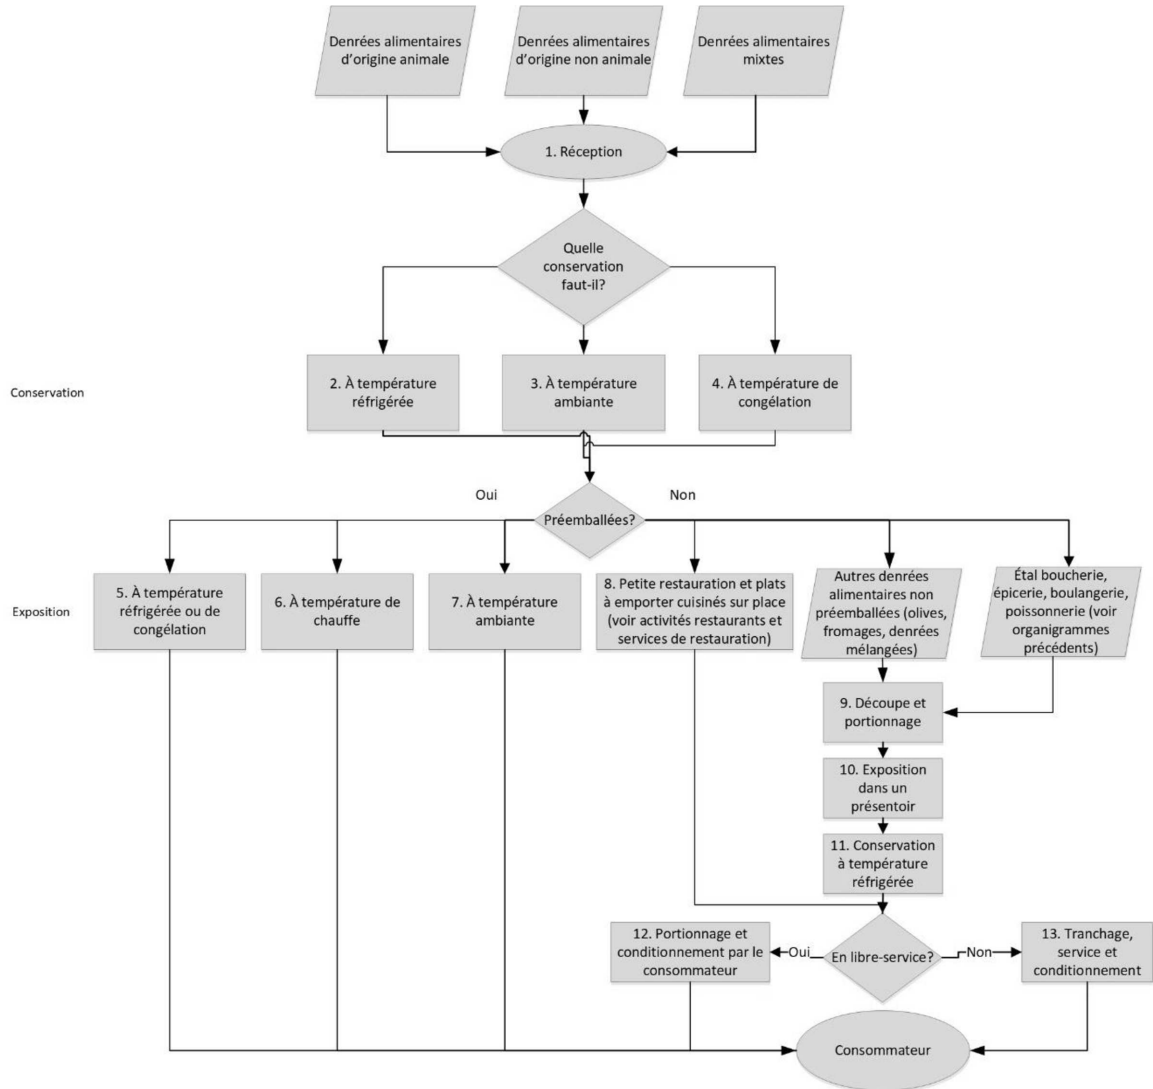 Denrées alimentaires
d'origine animale
Denrées alimentaires
d'origine non animale
Denrées alimentaires
mixtes
1. Réception
Quelle
conservation
faut-il?
Conservation
2. À température
réfrigérée
3. À température
ambiante
4. À température de
congélation
Oui
Non
Préemballées?
Exposition
5. À température
réfrigérée ou de
congélation
6. À température de
chauffe
7. À température
ambiante
8. Petite restauration et plats
à emporter cuisinés sur place
(voir activités restaurants et
services de restauration)
Autres denrées
alimentaires non
préemballées (olives,
fromages, denrées
mélangées)
Étal boucherie,
épicerie, boulangerie,
poissonnerie (voir
organigrammes
précédents)
9. Découpe et
portionnage
10. Exposition
dans un
présentoir
11. Conservation
à température
réfrigérée
12. Portionnage et
conditionnement par le
consommateur
Oui
En libre-service?
Non
13. Tranchage,
service et
conditionnement
Consommateur